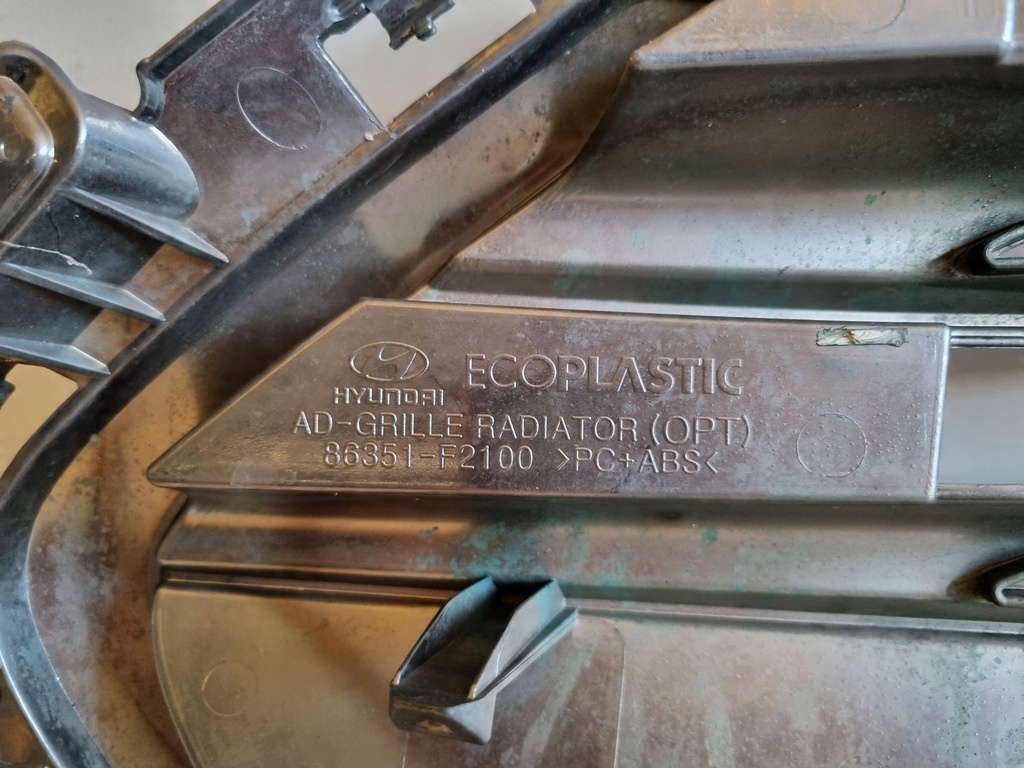 HYUNDAI ECOPLASTIC
AD-GRILLE RADIATOR (OPT)
86351-F2100 >PC+ABS<